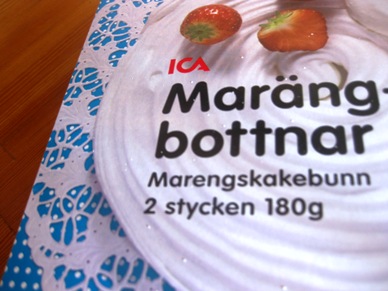 ICA
Maräng-
bottnar
Marengskakebunn
2 stycken 180g